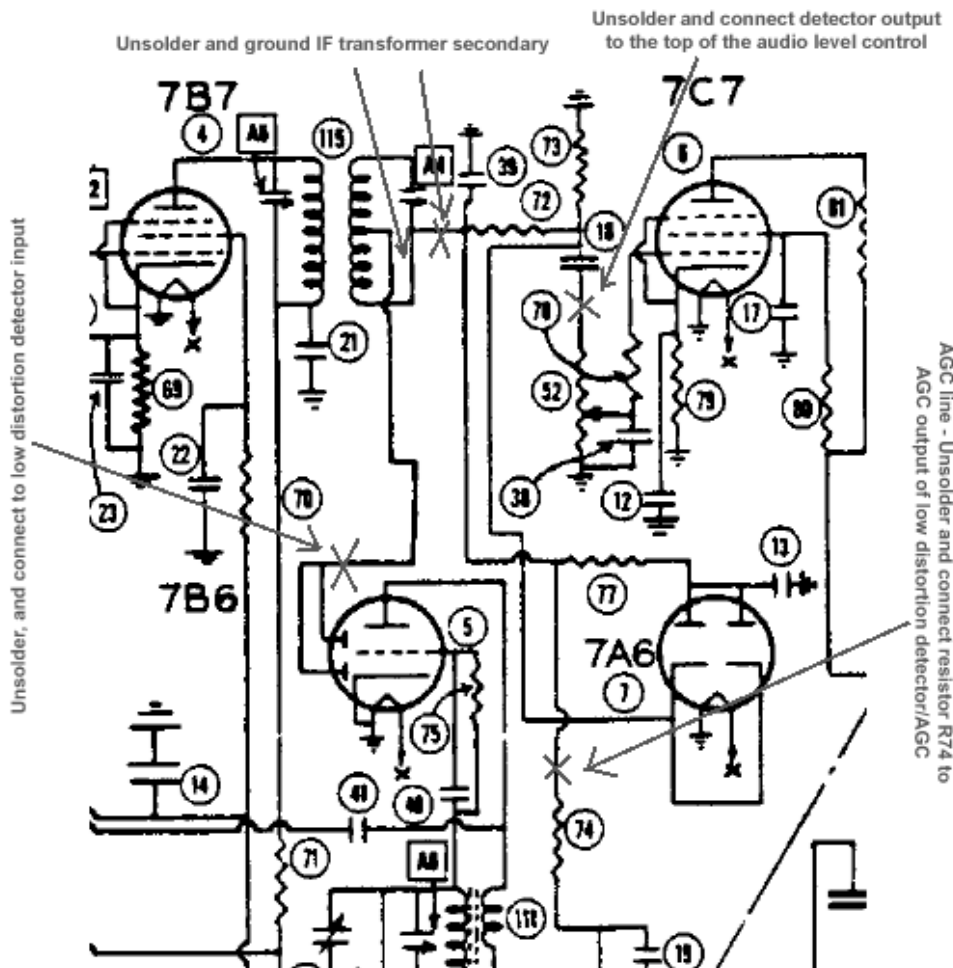 Unsolder and connect detector output
to the top of the audio level control
Unsolder and ground IF transformer secondary
7B7
7C7
4
A5
115
A4
39
73
6
2
72
81
18
17
21
78
69
52
79
80
22
38
12
23
70
13
7B6
77
5
7A6
7
75
14
41
40
74
71
A6
19
Unsolder, and connect to low distortion detector input
AGC line - Unsolder and connect resistor R74 to
AGC output of low distortion detector/AGC